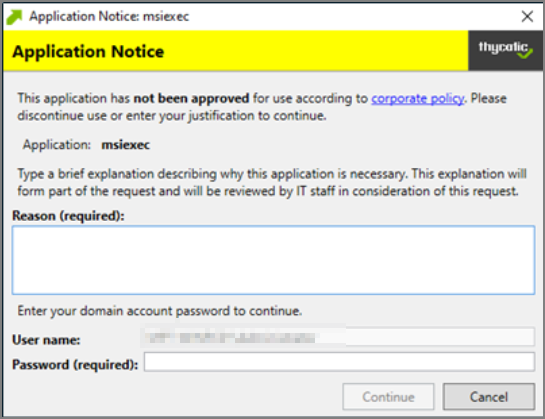 Application Notice: msiexec
Application Notice
thycotic
This application has not been approved for use according to corporate policy. Please
discontinue use or enter your justification to continue.
Application: msiexec
Type a brief explanation describing why this application is necessary. This explanation will
form part of the request and will be reviewed by IT staff in consideration of this request.
Reason (required):
Enter your domain account password to continue.
User name:
Password (required):
Continue Cancel